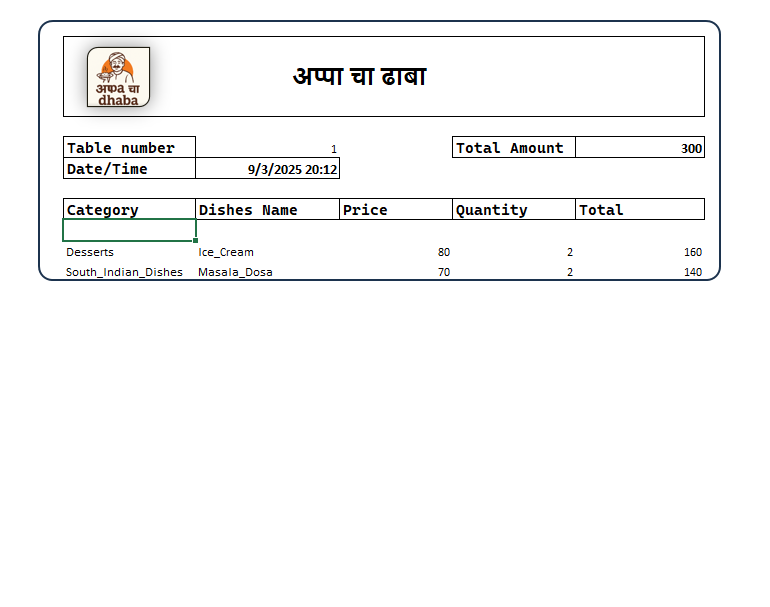 अप्पा चा
dhaba
अप्पा चा ढाबा
Table number 1 Total Amount 300
Date/Time 9/3/2025 20:12
Category Dishes Name Price Quantity Total
Desserts Ice_Cream 80 2 160
South_Indian_Dishes Masala_Dosa 70 2 140